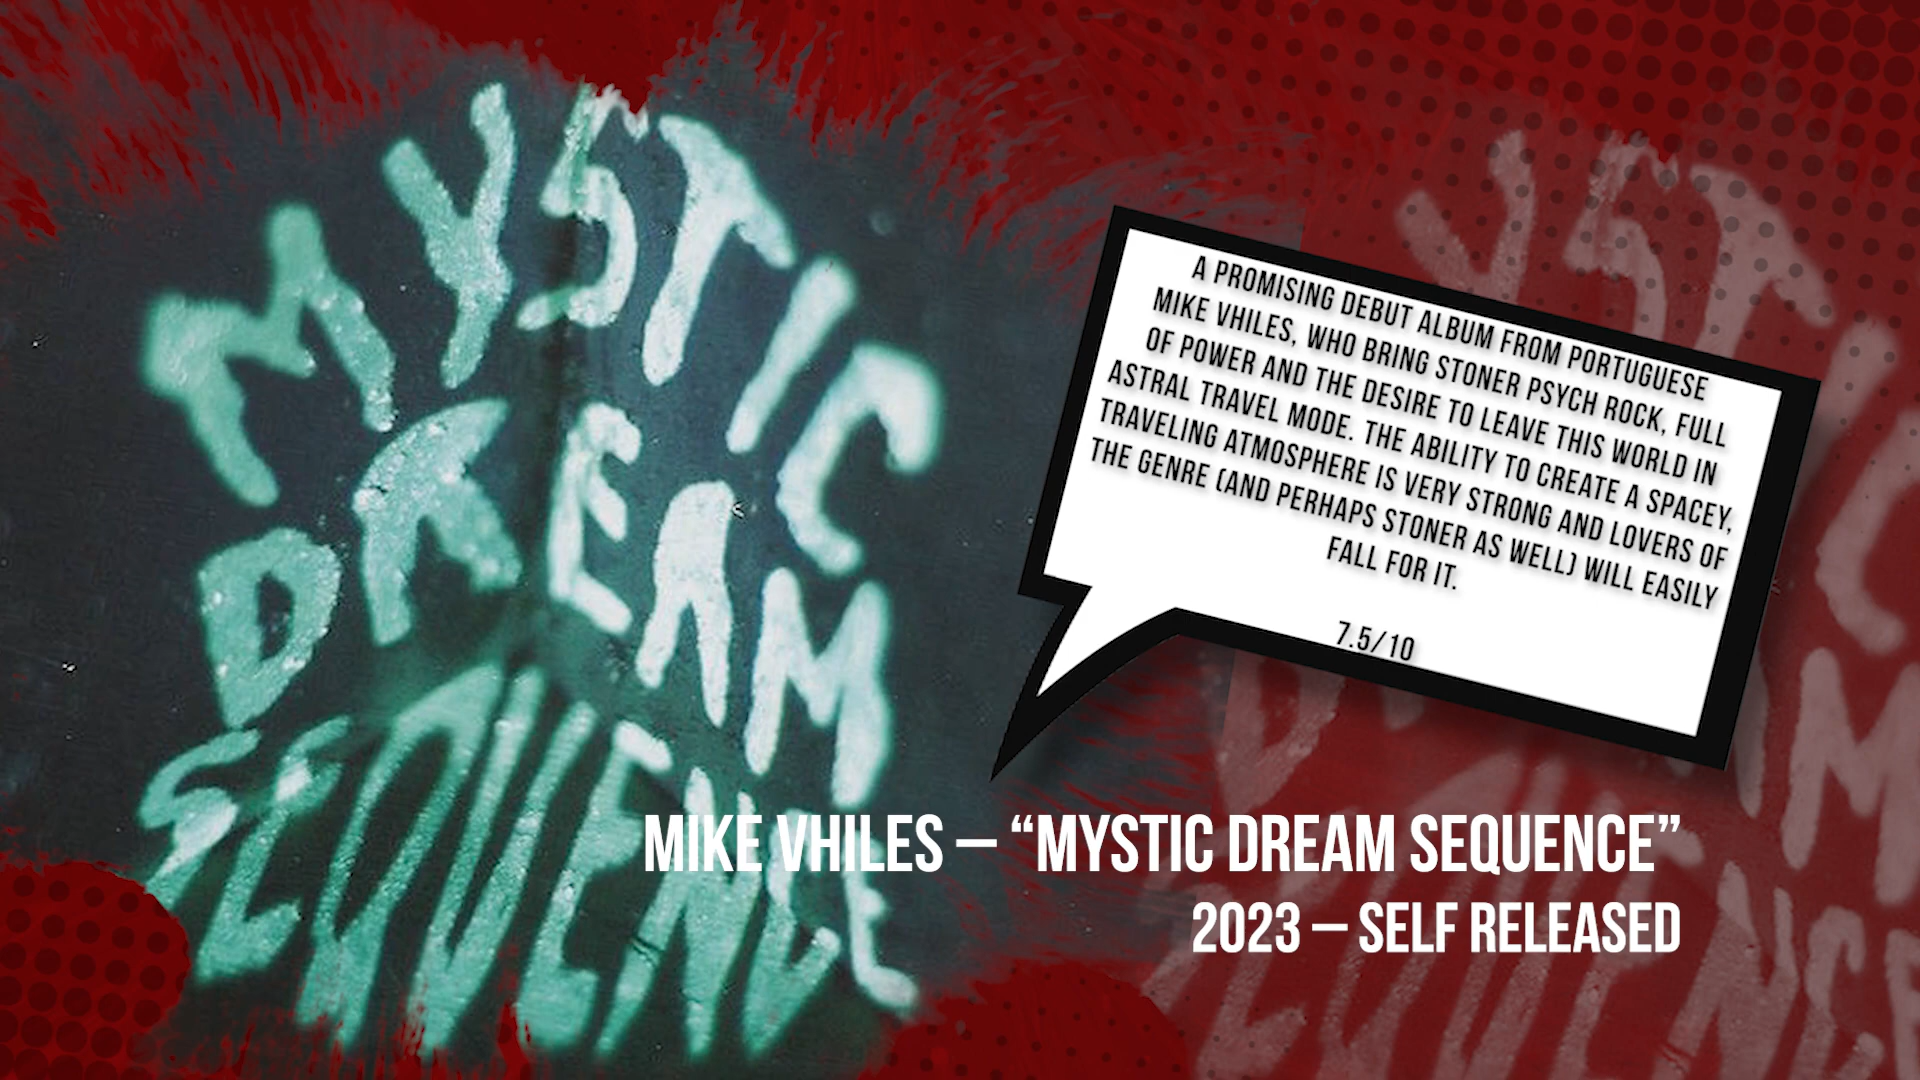 MYSTIC
DREAM
SEQUENCE
A PROMISING DEBUT ALBUM FROM PORTUGUESE
MIKE VHILES, WHO BRING STONER PSYCH ROCK, FULL
OF POWER AND THE DESIRE TO LEAVE THIS WORLD IN
ASTRAL TRAVEL MODE. THE ABILITY TO CREATE A SPACEY,
TRAVELING ATMOSPHERE IS VERY STRONG AND LOVERS OF
THE GENRE (AND PERHAPS STONER AS WELL) WILL EASILY
FALL FOR IT.
7.5/10
MIKE VHILES – “MYSTIC DREAM SEQUENCE”
2023 – SELF RELEASED